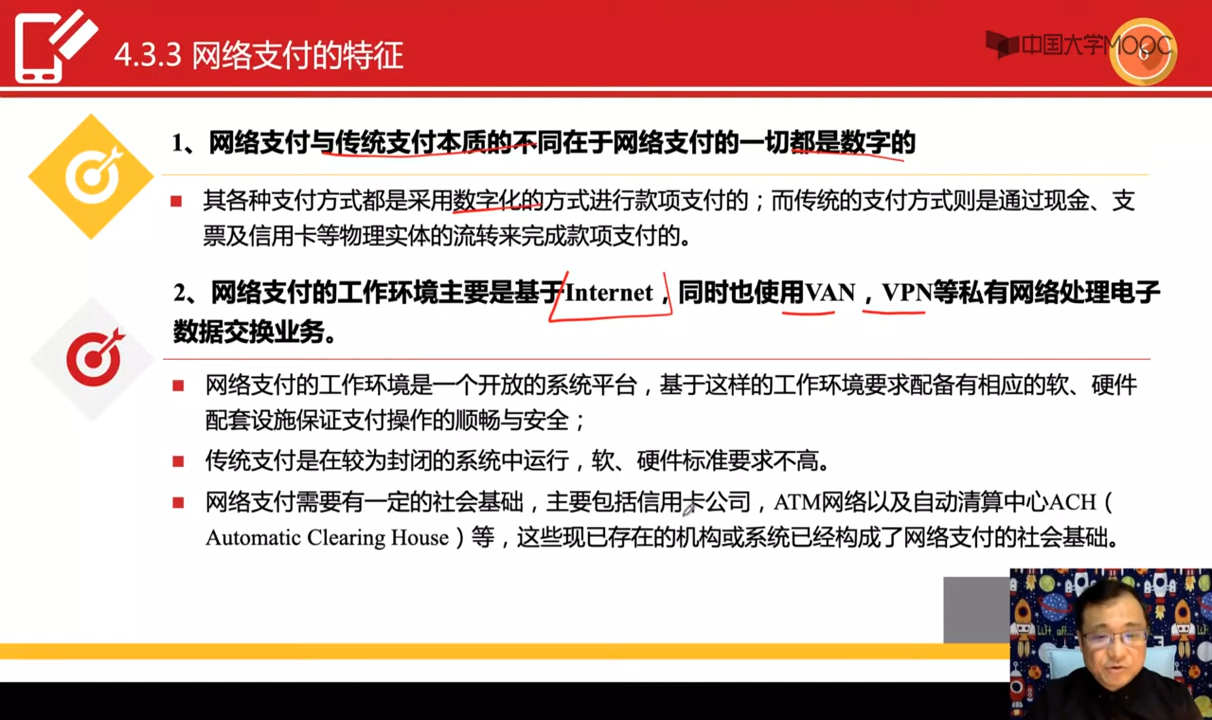 4.3.3 网络支付的特征
中国大学MOOC
6
1、网络支付与传统支付本质的不同在于网络支付的一切都是数字的
其各种支付方式都是采用数字化的方式进行款项支付的；而传统的支付方式则是通过现金、支
票及信用卡等物理实体的流转来完成款项支付的。
2、网络支付的工作环境主要是基于Internet，同时也使用VAN，VPN等私有网络处理电子
数据交换业务。
网络支付的工作环境是一个开放的系统平台，基于这样的工作环境要求配备有相应的软、硬件
配套设施保证支付操作的顺畅与安全；
传统支付是在较为封闭的系统中运行，软、硬件标准要求不高。
网络支付需要有一定的社会基础，主要包括信用卡公司，ATM网络以及自动清算中心ACH（
Automatic Clearing House）等，这些现已存在的机构或系统已经构成了网络支付的社会基础。